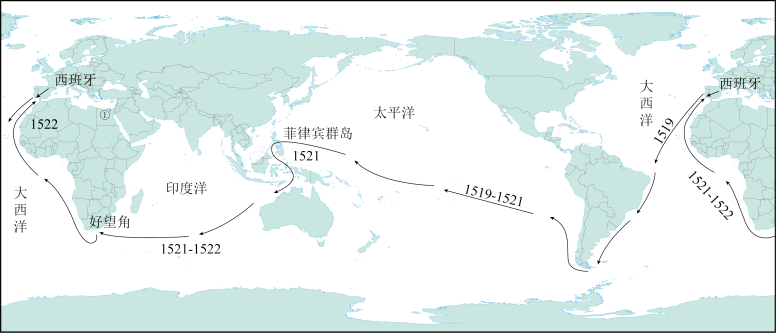 西班牙
①
1522
大西洋
好望角
印度洋
1521-1522
菲律宾群岛
1521
太平洋
1519-1521
大西洋
1519
西班牙
1521-1522